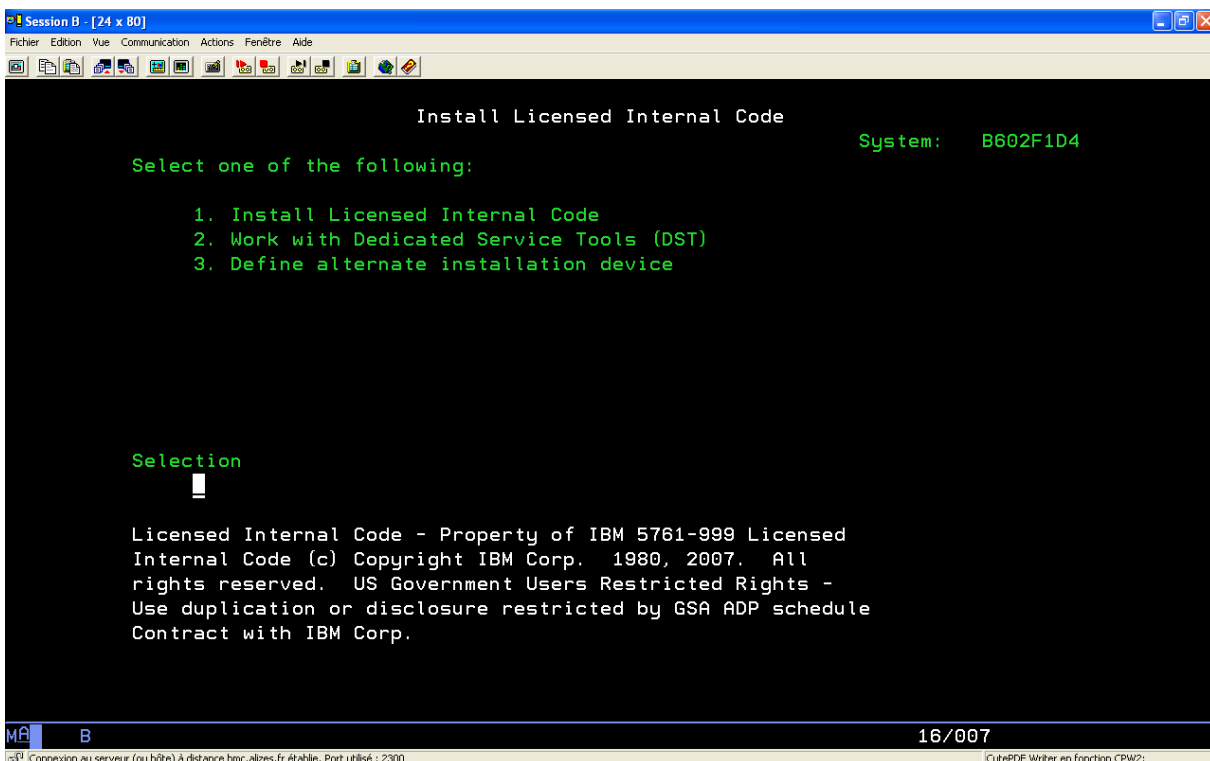 Session B - [24 x 80]
Fichier Edition Vue Communication Actions Fenêtre Aide
Install Licensed Internal Code
System: B602F1D4
Select one of the following:
1. Install Licensed Internal Code
2. Work with Dedicated Service Tools (DST)
3. Define alternate installation device
Selection
Licensed Internal Code - Property of IBM 5761-999 Licensed
Internal Code (c) Copyright IBM Corp. 1980, 2007. All
rights reserved. US Government Users Restricted Rights -
Use duplication or disclosure restricted by GSA ADP schedule
Contract with IBM Corp.
MA B 16/007
Connexion au serveur (ou hôte) à distance hmc.alizes.fr établie. Port utilisé : 2300 CutePDF Writer en fonction CPW2: